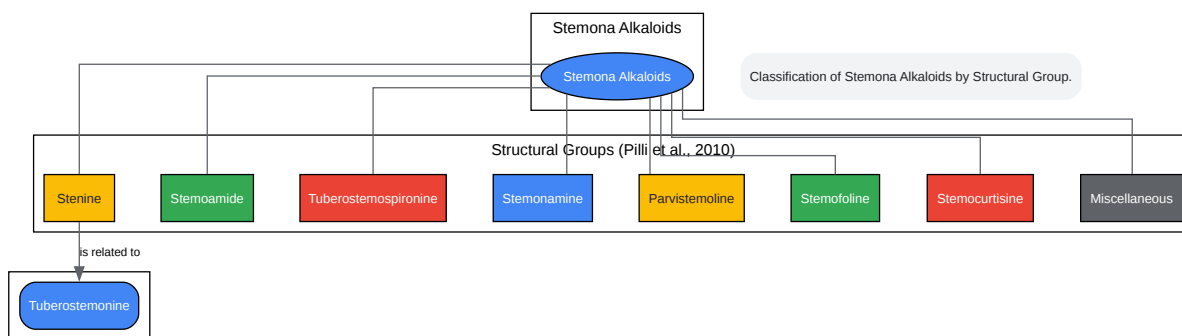 Stemona Alkaloids
Stemona Alkaloids
Classification of Stemona Alkaloids by Structural Group.
Structural Groups (Pilli et al., 2010)
Stenine
Stemoamide
Tuberostemospironine
Stemonamine
Parvistemoline
Stemofoline
Stemocurtisine
Miscellaneous
is related to
Tuberostemonine